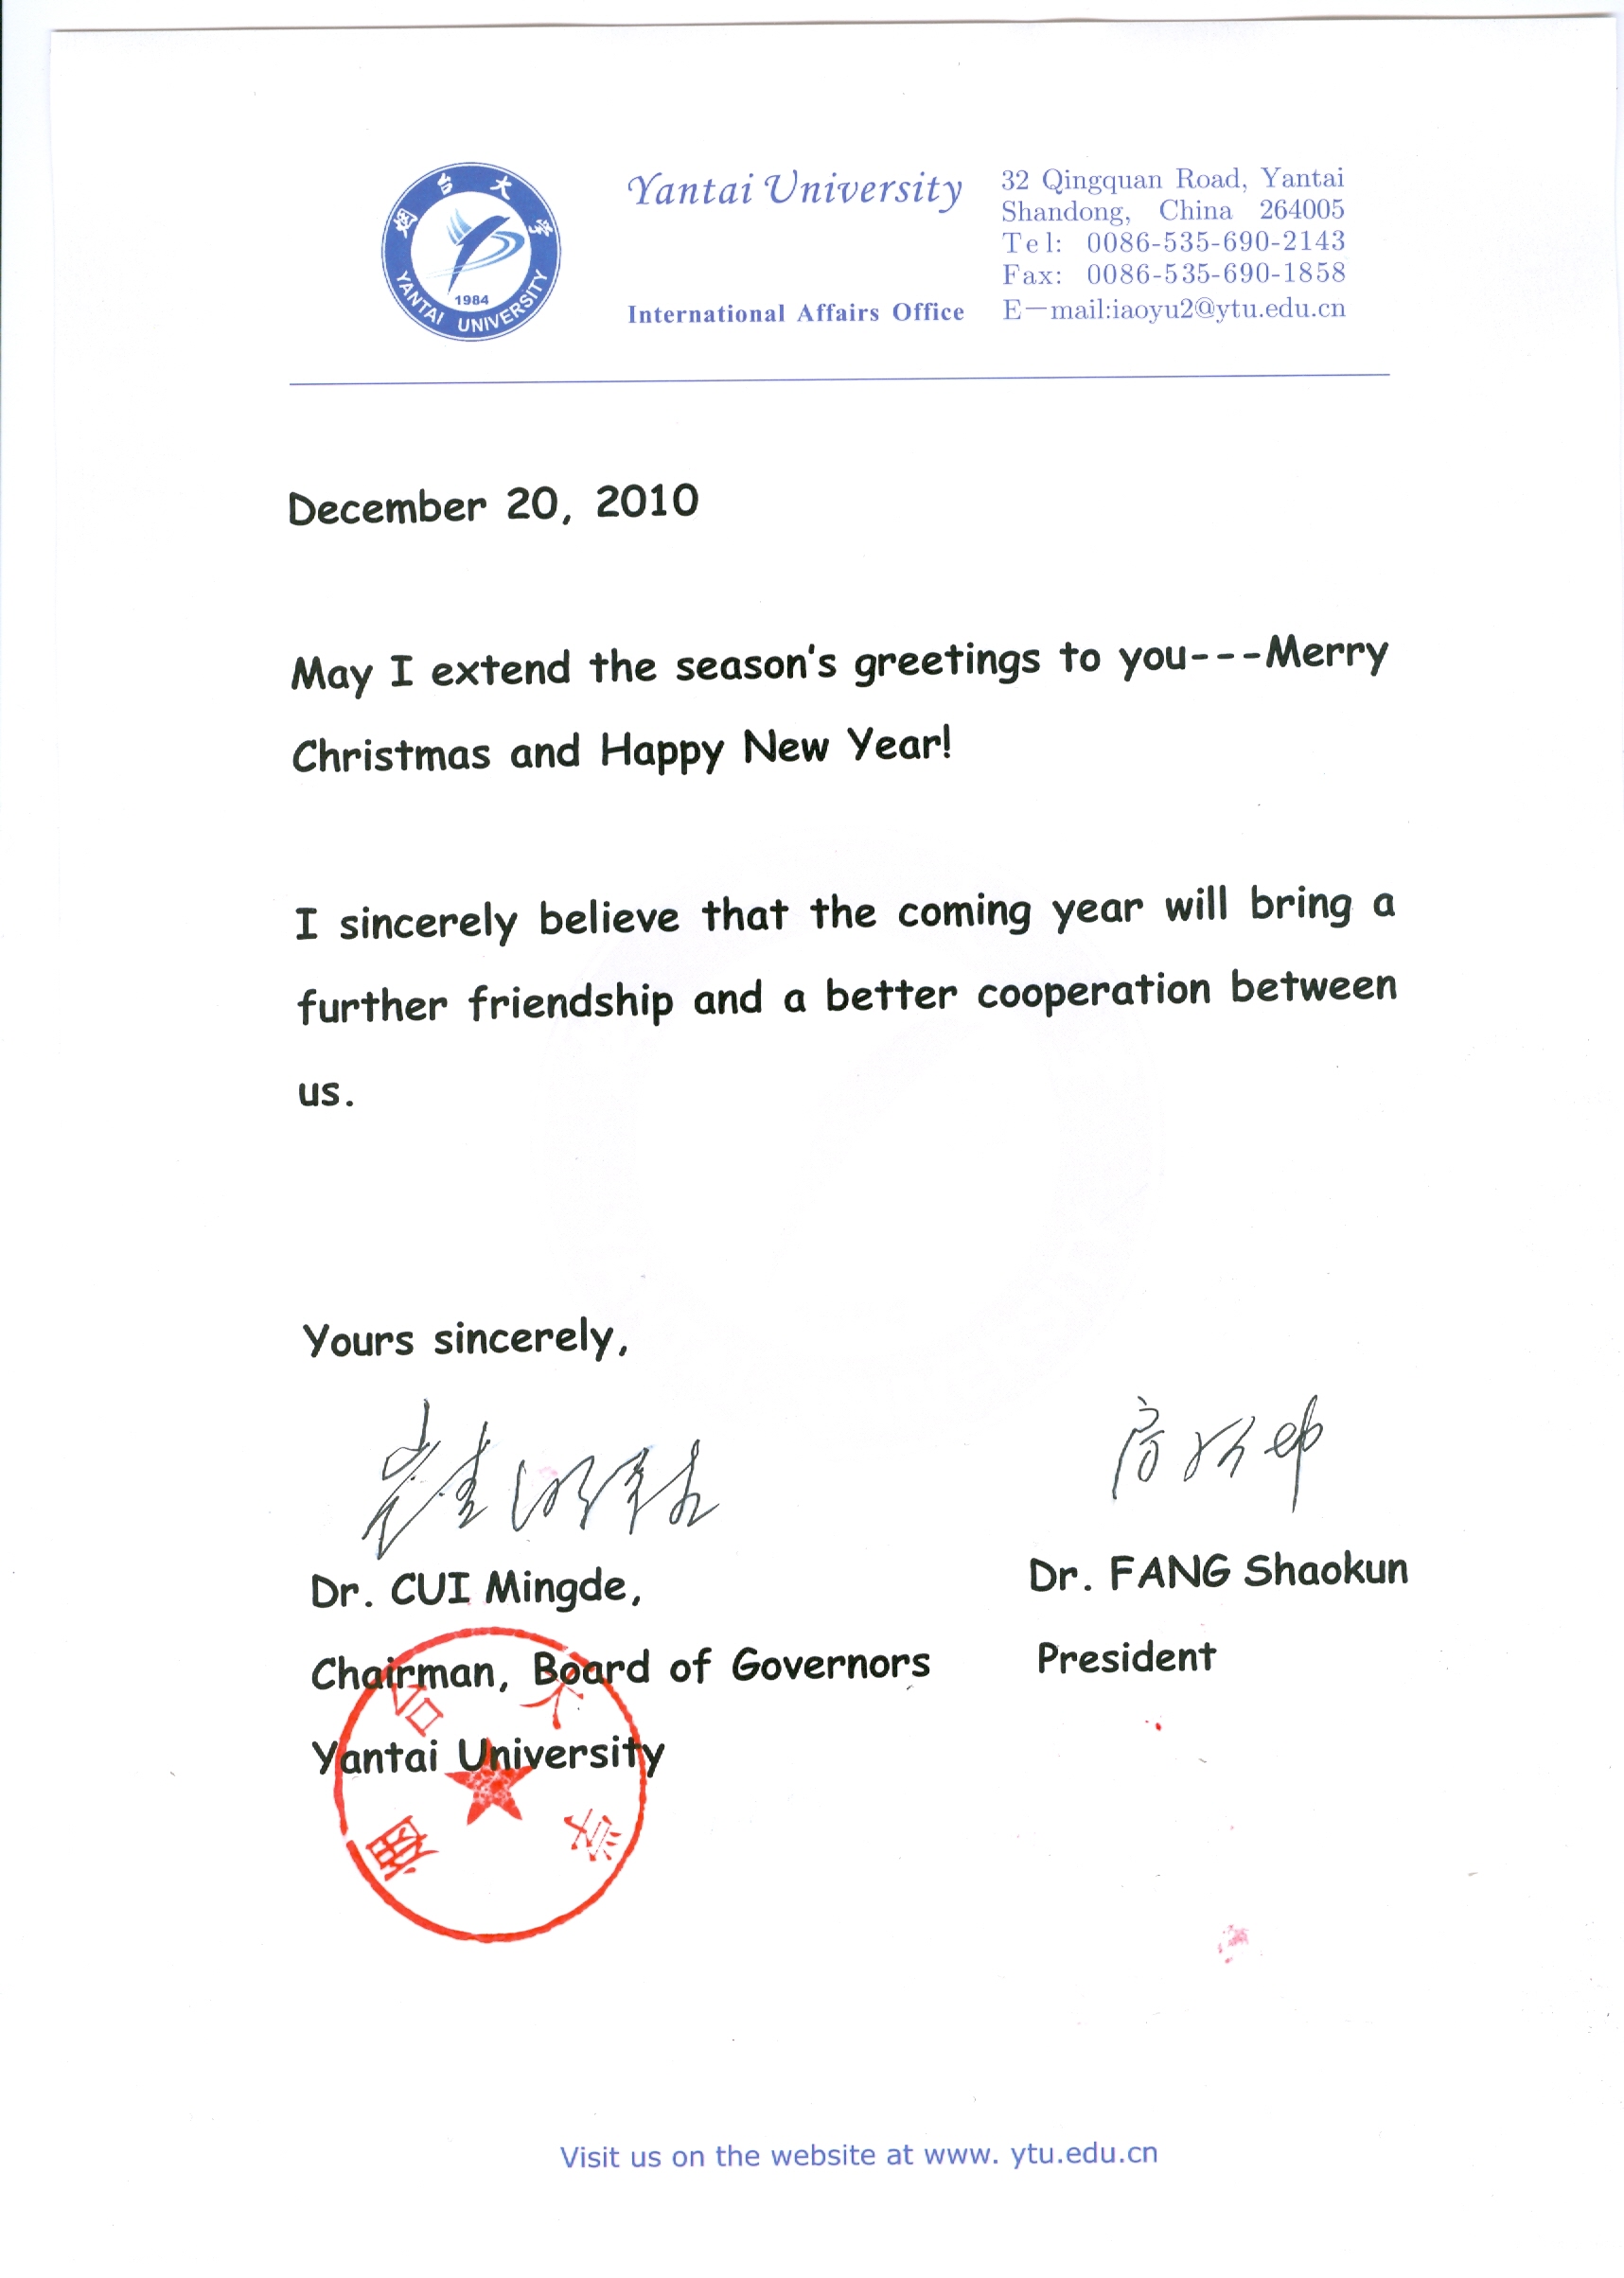 烟台大学
1984
YANTAI UNIVERSITY
Yantai University
International Affairs Office
32 Qingquan Road, Yantai
Shandong, China 264005
Tel: 0086-535-690-2143
Fax: 0086-535-690-1858
E-mail:iaoyu2@ytu.edu.cn
December 20, 2010
May I extend the season's greetings to you---Merry
Christmas and Happy New Year!
I sincerely believe that the coming year will bring a
further friendship and a better cooperation between
us.
Yours sincerely,
Dr. CUI Mingde,
Chairman, Board of Governors
Yantai University
Dr. FANG Shaokun
President
烟台大学
Visit us on the website at www. ytu.edu.cn